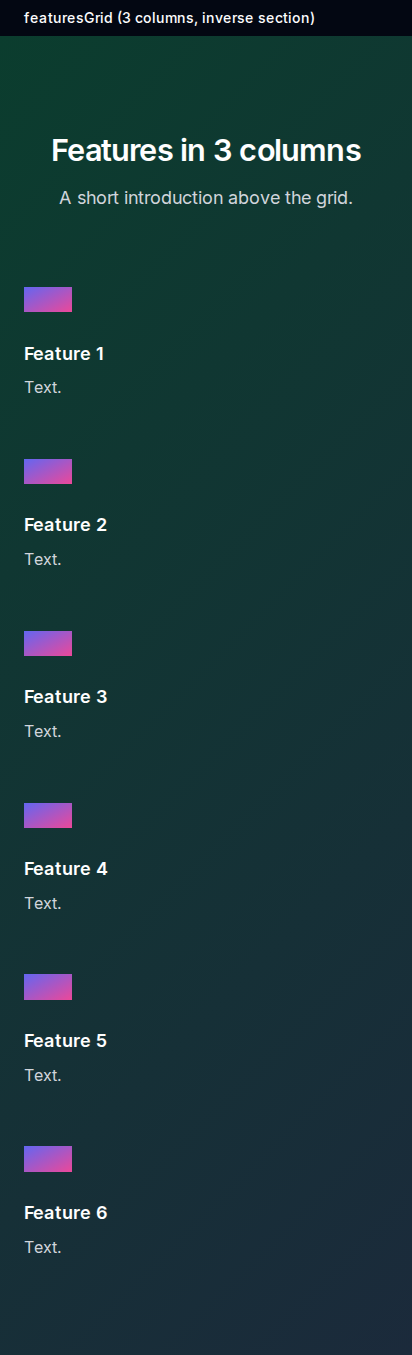 featuresGrid (3 columns, inverse section)
Features in 3 columns
A short introduction above the grid.
Feature 1
Text.
Feature 2
Text.
Feature 3
Text.
Feature 4
Text.
Feature 5
Text.
Feature 6
Text.